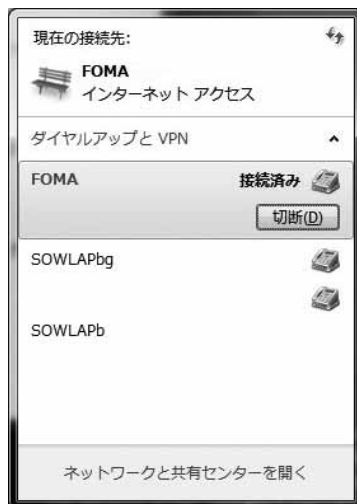 現在の接続先:
FOMA
インターネット アクセス
ダイヤルアップと VPN
FOMA 接続済み
切断(D)
SOWLAPbg
SOWLAPb
ネットワークと共有センターを開く